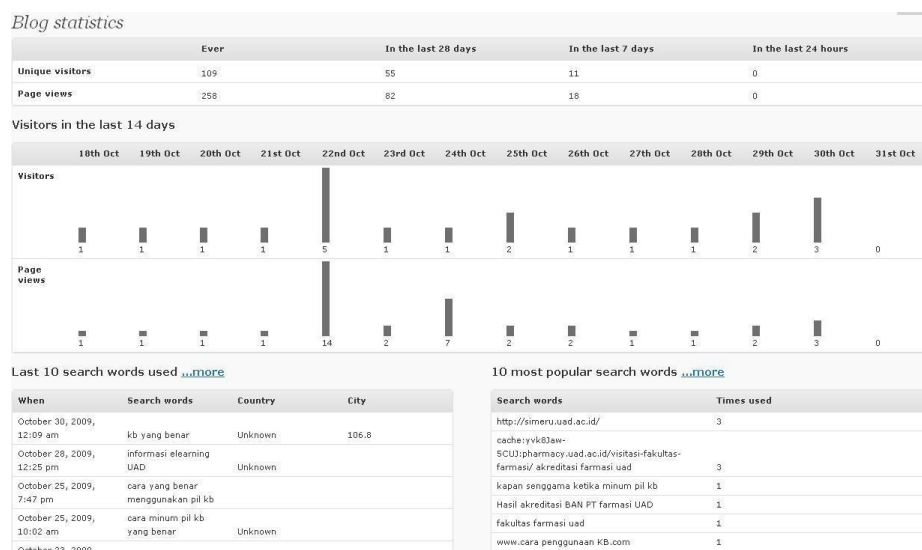 Blog statistics
Ever In the last 28 days In the last 7 days In the last 24 hours
Unique visitors 109 55 11 0
Page views 258 82 18 0
Visitors in the last 14 days
18th Oct 19th Oct 20th Oct 21st Oct 22nd Oct 23rd Oct 24th Oct 25th Oct 26th Oct 27th Oct 28th Oct 29th Oct 30th Oct 31st Oct
Visitors
1 1 1 1 5 1 1 2 1 1 1 2 3 0
Page
views
1 1 1 1 14 2 7 2 2 1 1 2 3 0
Last 10 search words used ...more
When Search words Country City
October 30, 2009,
12:09 am kb yang benar Unknown 106.8
October 28, 2009, informasi elearning
12:25 pm UAD Unknown
October 25, 2009, cara yang benar
7:47 pm menggunakan pil kb
October 25, 2009, cara minum pil kb
10:02 am yang benar Unknown
October 23, 2009,
10 most popular search words ...more
Search words Times used
http://simeru.uad.ac.id/ 3
cache:yvk8Jaw-
5CUJ:pharmacy.uad.ac.id/visitasi-fakultas-
farmasi/ akreditasi farmasi uad 3
kapan senggama ketika minum pil kb 1
Hasil akreditasi BAN PT farmasi UAD 1
fakultas farmasi uad 1
www.cara penggunaan KB.com 1